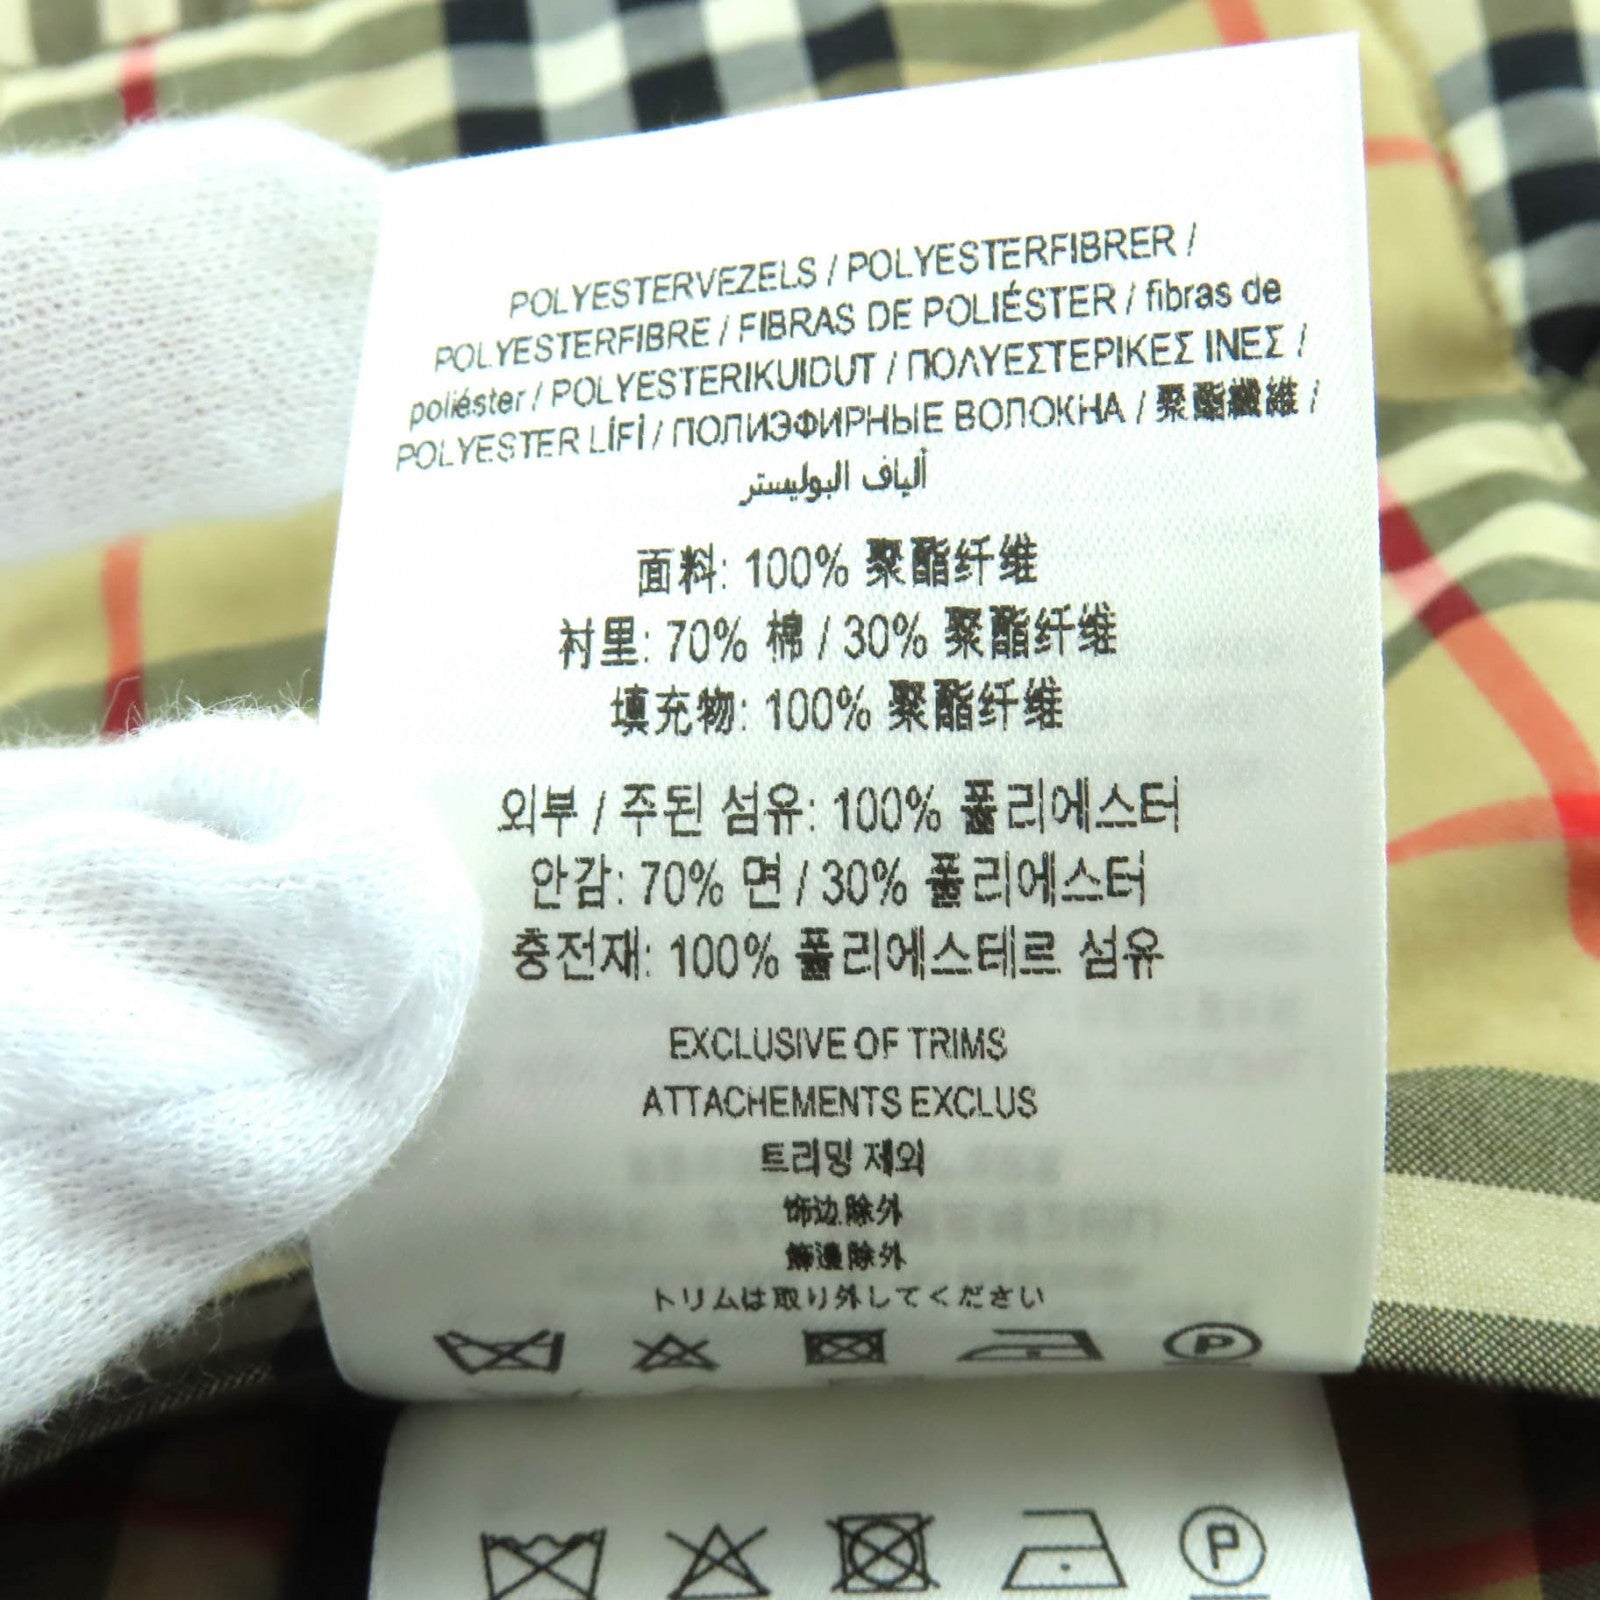 POLYESTERVEZELS / POLYESTERFIBRER /
POLYESTERFIBRE / FIBRAS DE POLIÉSTER / fibras de
poliéster / POLYESTERIKUIDUT / ΠΟΛΥΕΣΤΕΡΙΚΕΣ ΙΝΕΣ /
POLYESTER LİFİ / ПОЛИЭФИРНЫЕ ВОЛОКНА / 聚酯纖維 /
ألياف البوليستر
面料: 100% 聚酯纤维
衬里: 70% 棉 / 30% 聚酯纤维
填充物: 100% 聚酯纤维
외부 / 주된 섬유: 100% 폴리에스터
안감: 70% 면 / 30% 폴리에스터
충전재: 100% 폴리에스테르 섬유
EXCLUSIVE OF TRIMS
ATTACHEMENTS EXCLUS
트리밍 제외
饰边除外
飾邊除外
トリムは取り外してください
P
P